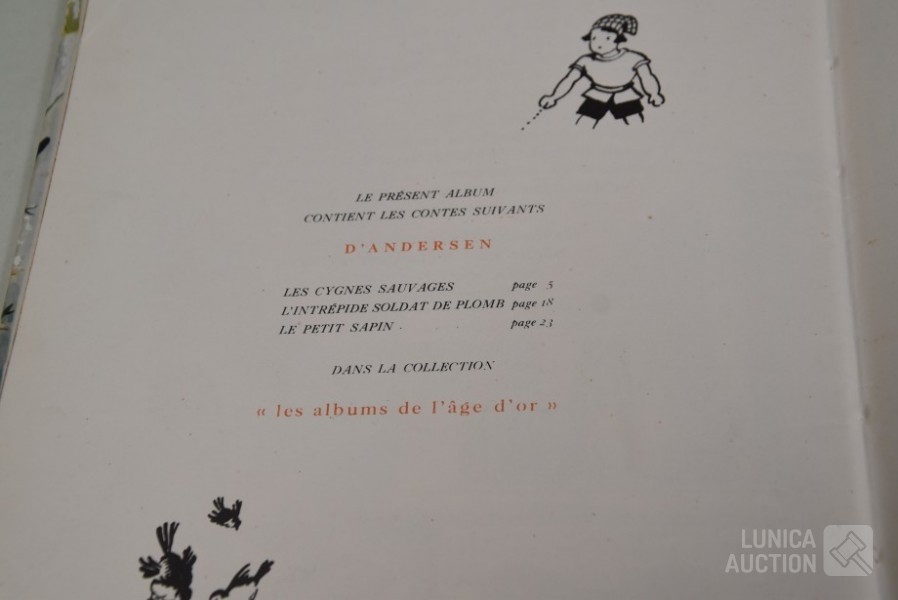 LE PRÉSENT ALBUM
CONTIENT LES CONTES SUIVANTS
D'ANDERSEN
LES CYGNES SAUVAGES page 5
L'INTRÉPIDE SOLDAT DE PLOMB page 18
LE PETIT SAPIN page 23
DANS LA COLLECTION
« les albums de l'âge d'or »
LUNICA
AUCTION